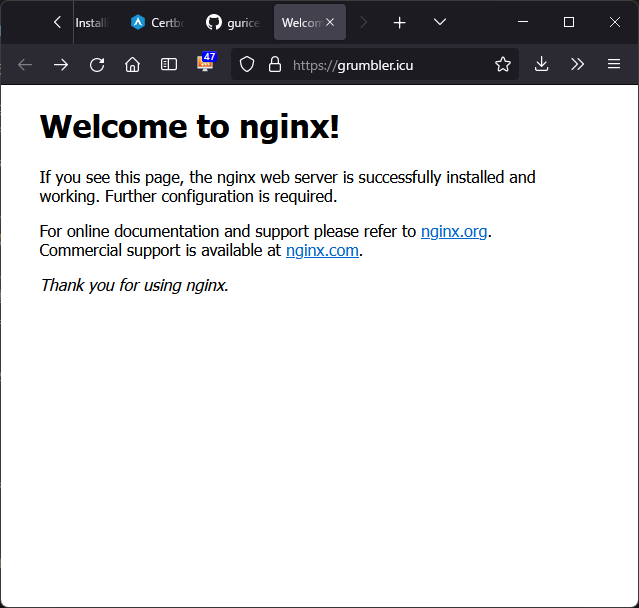 Install
Certbo
gurice
Welcom
47
https://grumbler.icu
Welcome to nginx!
If you see this page, the nginx web server is successfully installed and
working. Further configuration is required.
For online documentation and support please refer to nginx.org.
Commercial support is available at nginx.com.
Thank you for using nginx.